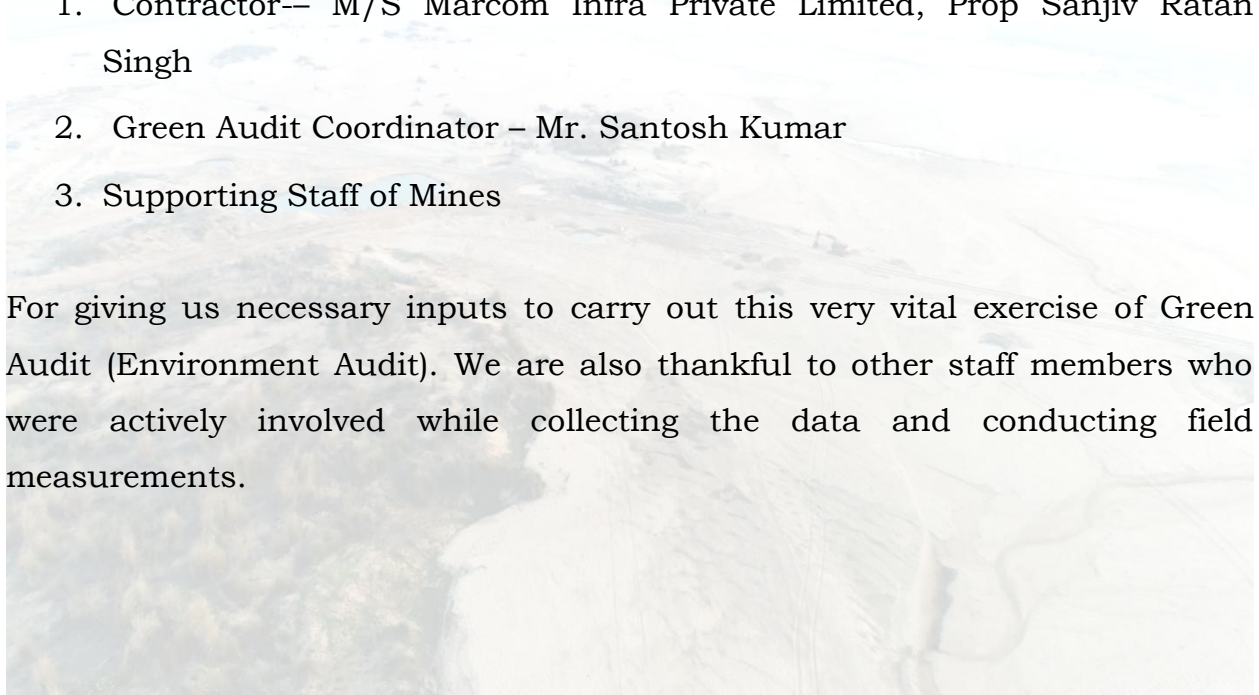 1. Contractor-– M/S Marcom Infra Private Limited, Prop Sanjiv Ratan
Singh
2. Green Audit Coordinator – Mr. Santosh Kumar
3. Supporting Staff of Mines
For giving us necessary inputs to carry out this very vital exercise of Green
Audit (Environment Audit). We are also thankful to other staff members who
were actively involved while collecting the data and conducting field
measurements.